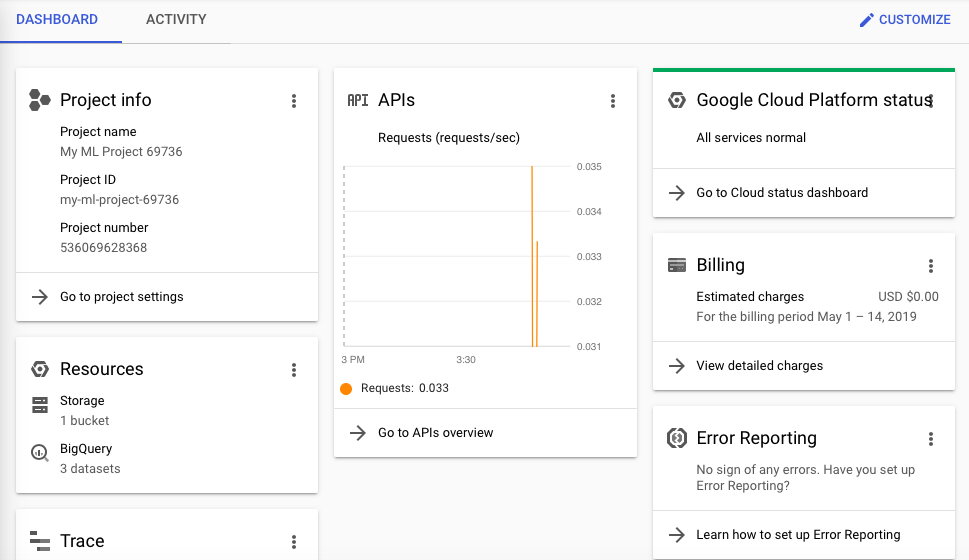 DASHBOARD
ACTIVITY
CUSTOMIZE
Project info
Project name
My ML Project 69736
Project ID
my-ml-project-69736
Project number
536069628368
Go to project settings
Resources
Storage
1 bucket
BigQuery
3 datasets
Trace
API APIs
Requests (requests/sec)
0.035
0.034
0.033
0.032
0.031
3 PM 3:30
Requests: 0.033
Go to APIs overview
Google Cloud Platform status
All services normal
Go to Cloud status dashboard
Billing
Estimated charges USD $0.00
For the billing period May 1 – 14, 2019
View detailed charges
Error Reporting
No sign of any errors. Have you set up
Error Reporting?
Learn how to set up Error Reporting